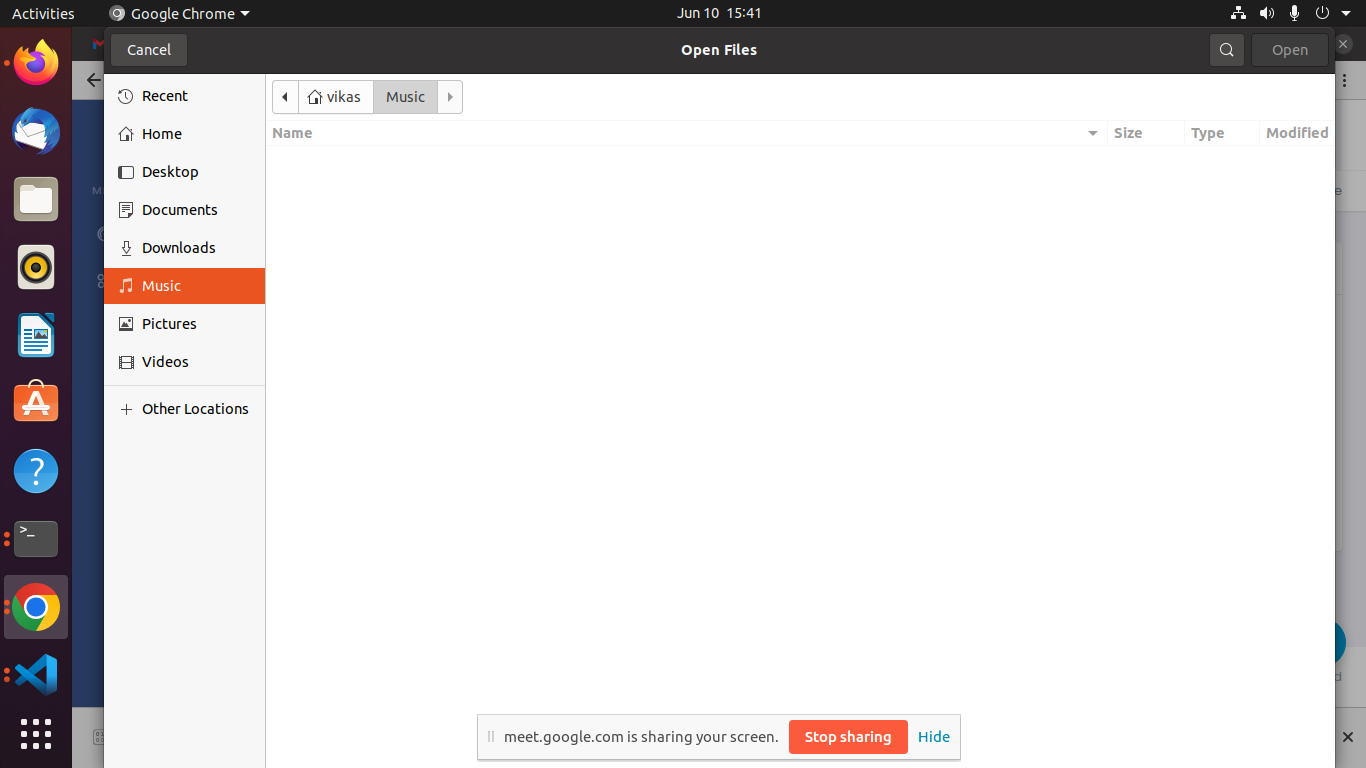 Activities Google Chrome Jun 10 15:41
Cancel Open Files Open
Recent
Home
Desktop
Documents
Downloads
Music
Pictures
Videos
Other Locations
vikas Music
Name Size Type Modified
meet.google.com is sharing your screen. Stop sharing Hide